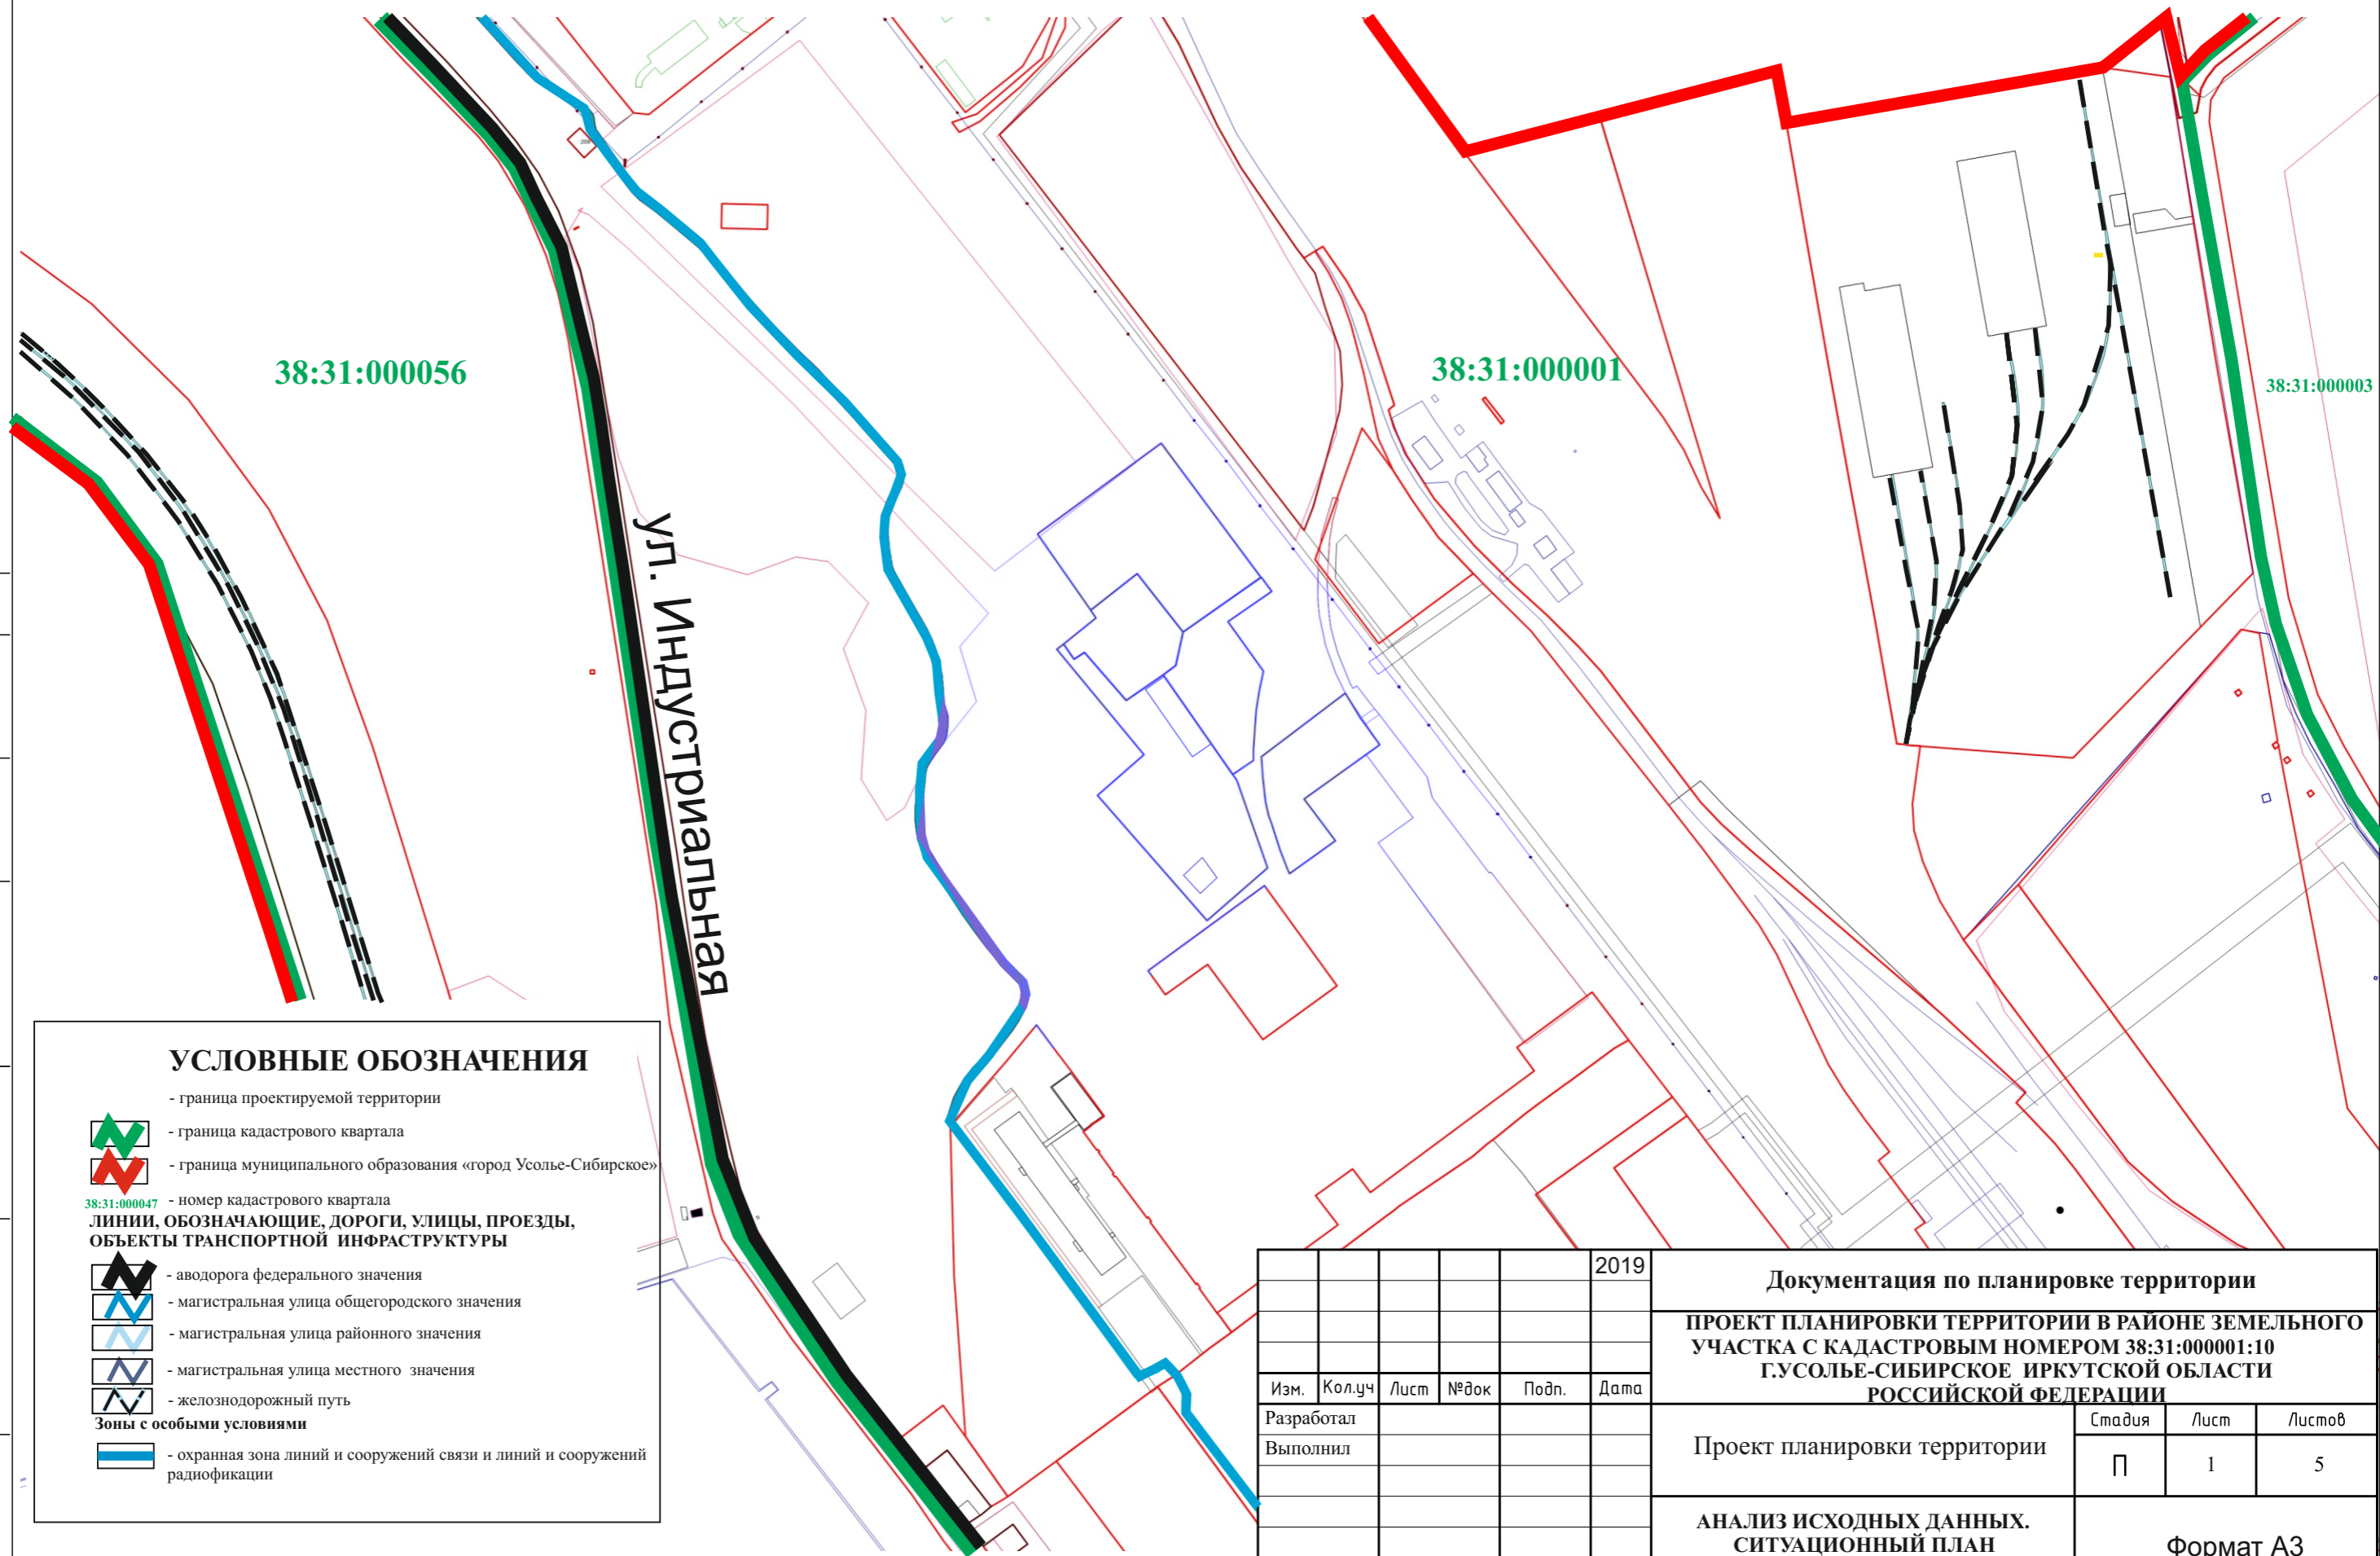 38:31:000056
38:31:000001
38:31:000003
ул. Индустриальная
УСЛОВНЫЕ ОБОЗНАЧЕНИЯ
- граница проектируемой территории
- граница кадастрового квартала
- граница муниципального образования «город Усолье-Сибирское»
38:31:000047 - номер кадастрового квартала
ЛИНИИ, ОБОЗНАЧАЮЩИЕ, ДОРОГИ, УЛИЦЫ, ПРОЕЗДЫ,
ОБЪЕКТЫ ТРАНСПОРТНОЙ ИНФРАСТРУКТУРЫ
- аводорога федерального значения
- магистральная улица общегородского значения
- магистральная улица районного значения
- магистральная улица местного значения
- железнодорожный путь
Зоны с особыми условиями
- охранная зона линий и сооружений связи и линий и сооружений
радиофикации
2019
Изм. Кол.уч Лист №док Подп. Дата
Разработал
Выполнил
Документация по планировке территории
ПРОЕКТ ПЛАНИРОВКИ ТЕРРИТОРИИ В РАЙОНЕ ЗЕМЕЛЬНОГО
УЧАСТКА С КАДАСТРОВЫМ НОМЕРОМ 38:31:000001:10
Г.УСОЛЬЕ-СИБИРСКОЕ ИРКУТСКОЙ ОБЛАСТИ
РОССИЙСКОЙ ФЕДЕРАЦИИ
Проект планировки территории
Стадия Лист Листов
П 1 5
АНАЛИЗ ИСХОДНЫХ ДАННЫХ.
СИТУАЦИОННЫЙ ПЛАН
Формат А3